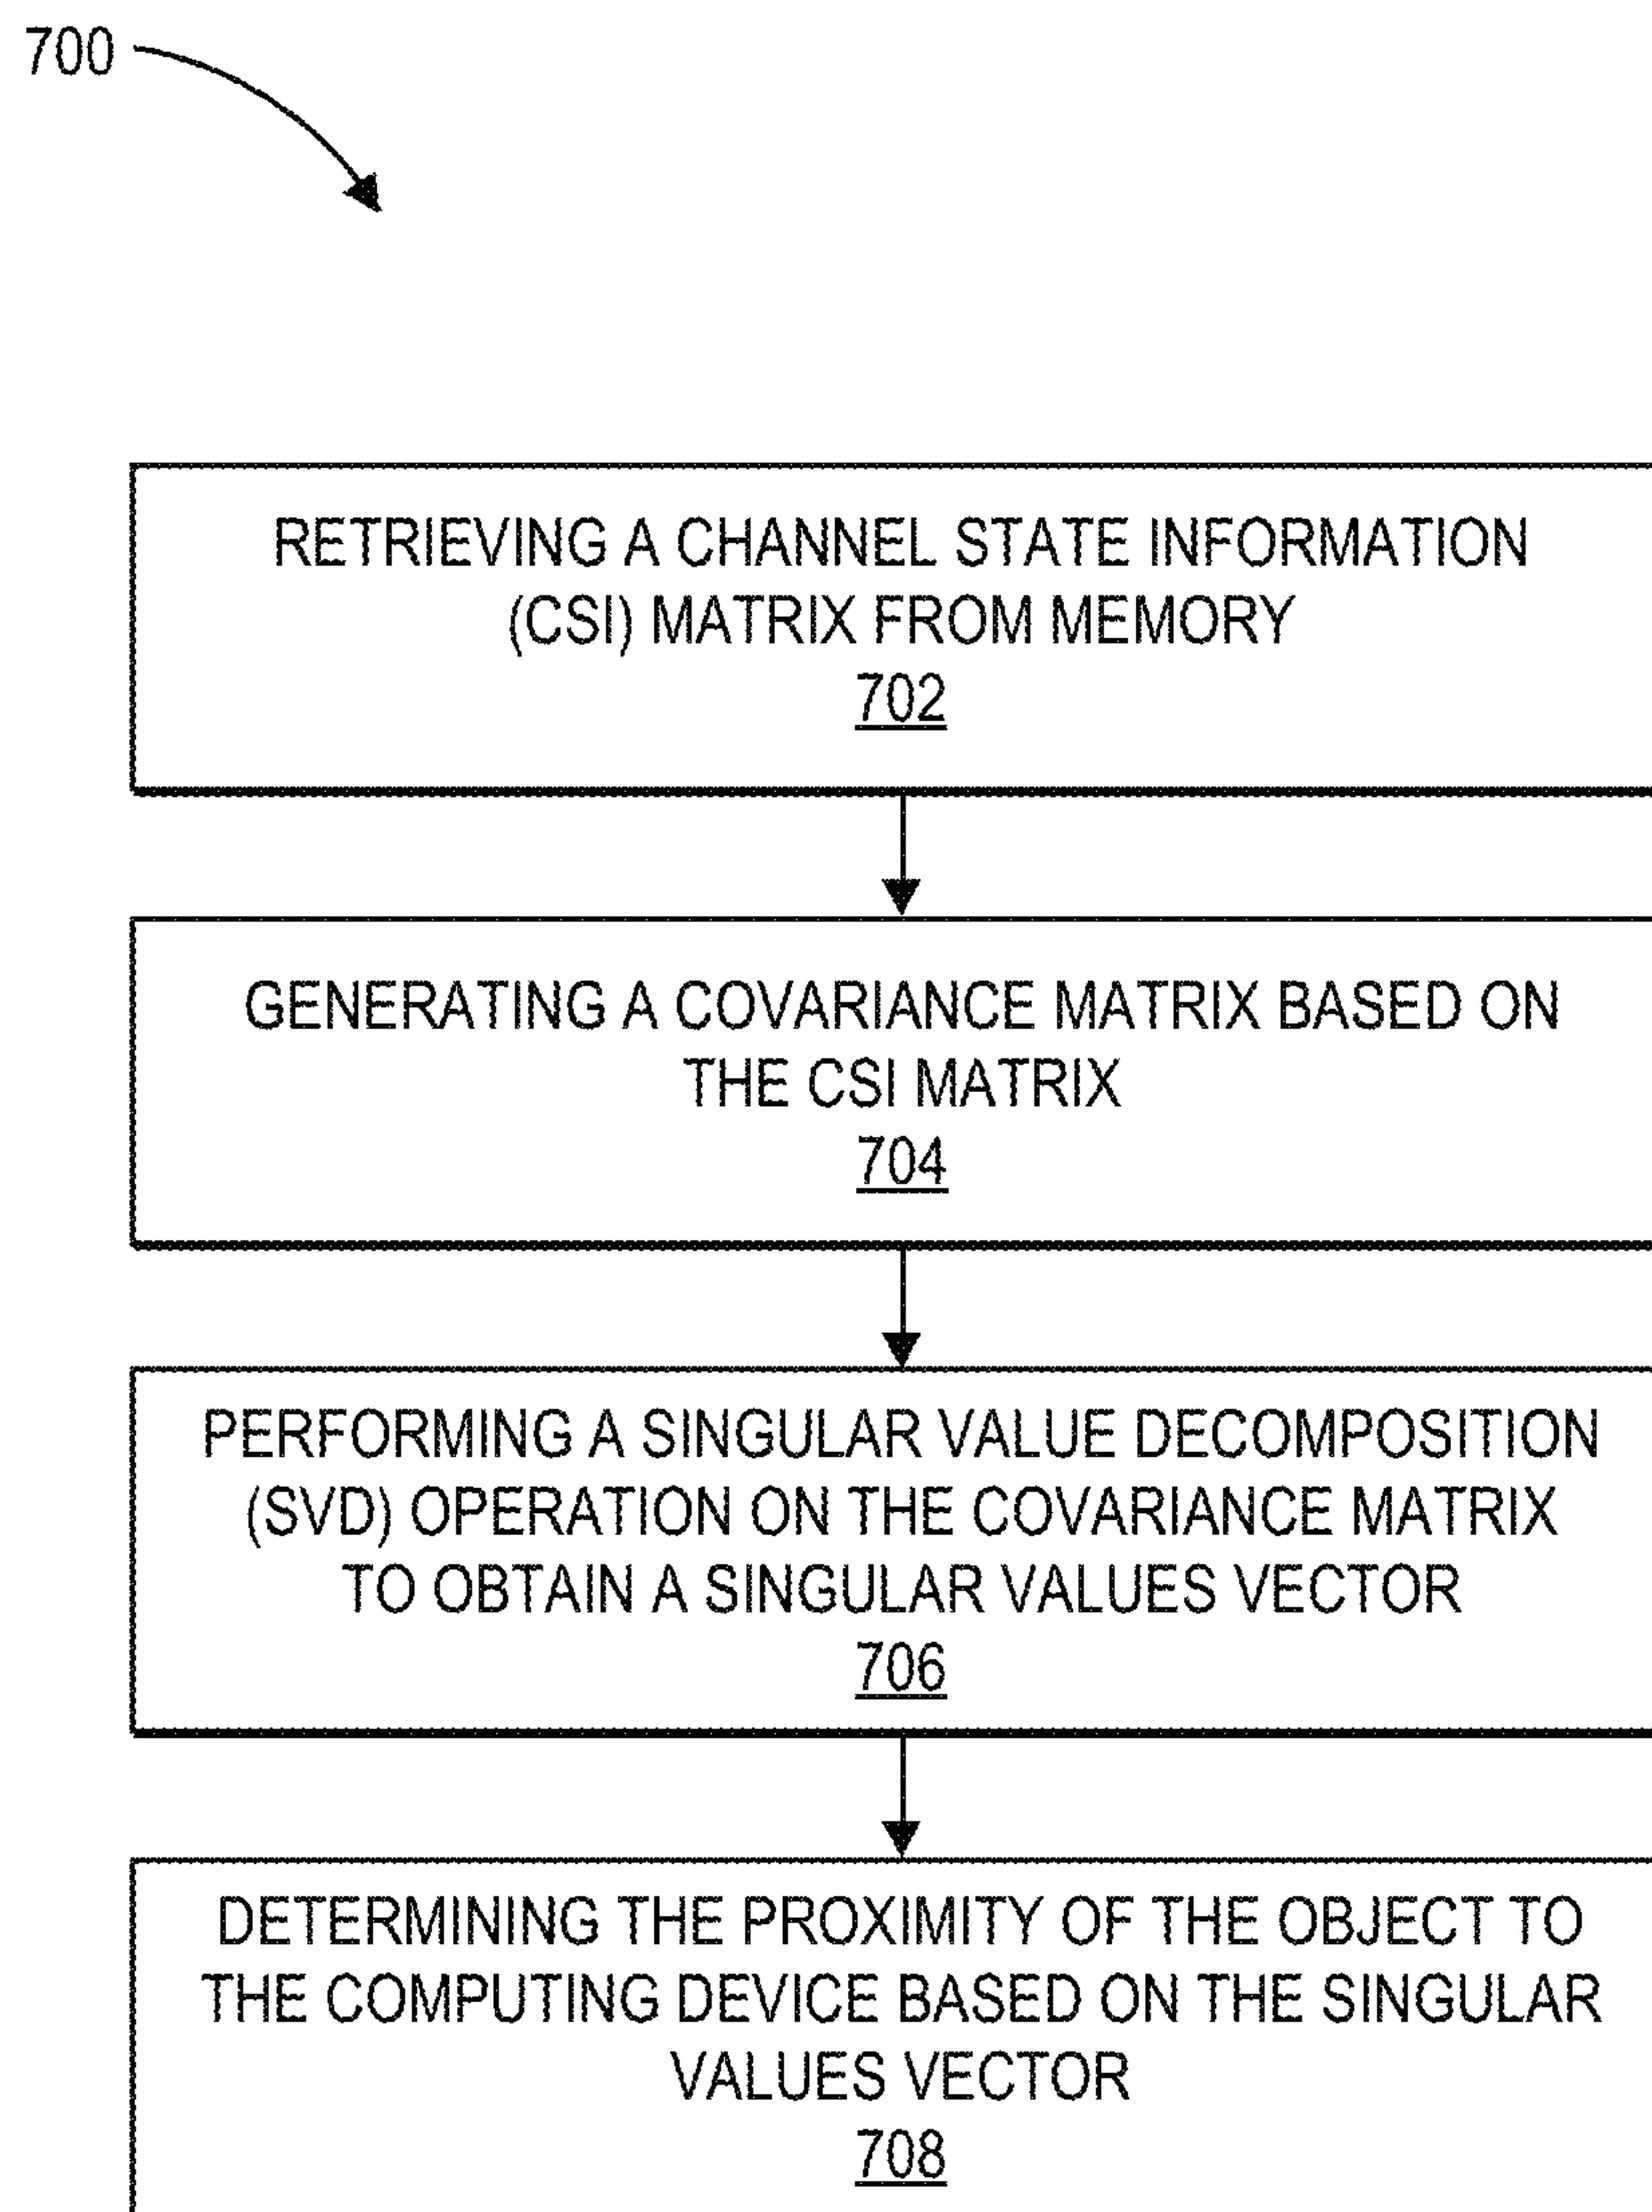 700
RETRIEVING A CHANNEL STATE INFORMATION
(CSI) MATRIX FROM MEMORY
702
GENERATING A COVARIANCE MATRIX BASED ON
THE CSI MATRIX
704
PERFORMING A SINGULAR VALUE DECOMPOSITION
(SVD) OPERATION ON THE COVARIANCE MATRIX
TO OBTAIN A SINGULAR VALUES VECTOR
706
DETERMINING THE PROXIMITY OF THE OBJECT TO
THE COMPUTING DEVICE BASED ON THE SINGULAR
VALUES VECTOR
708